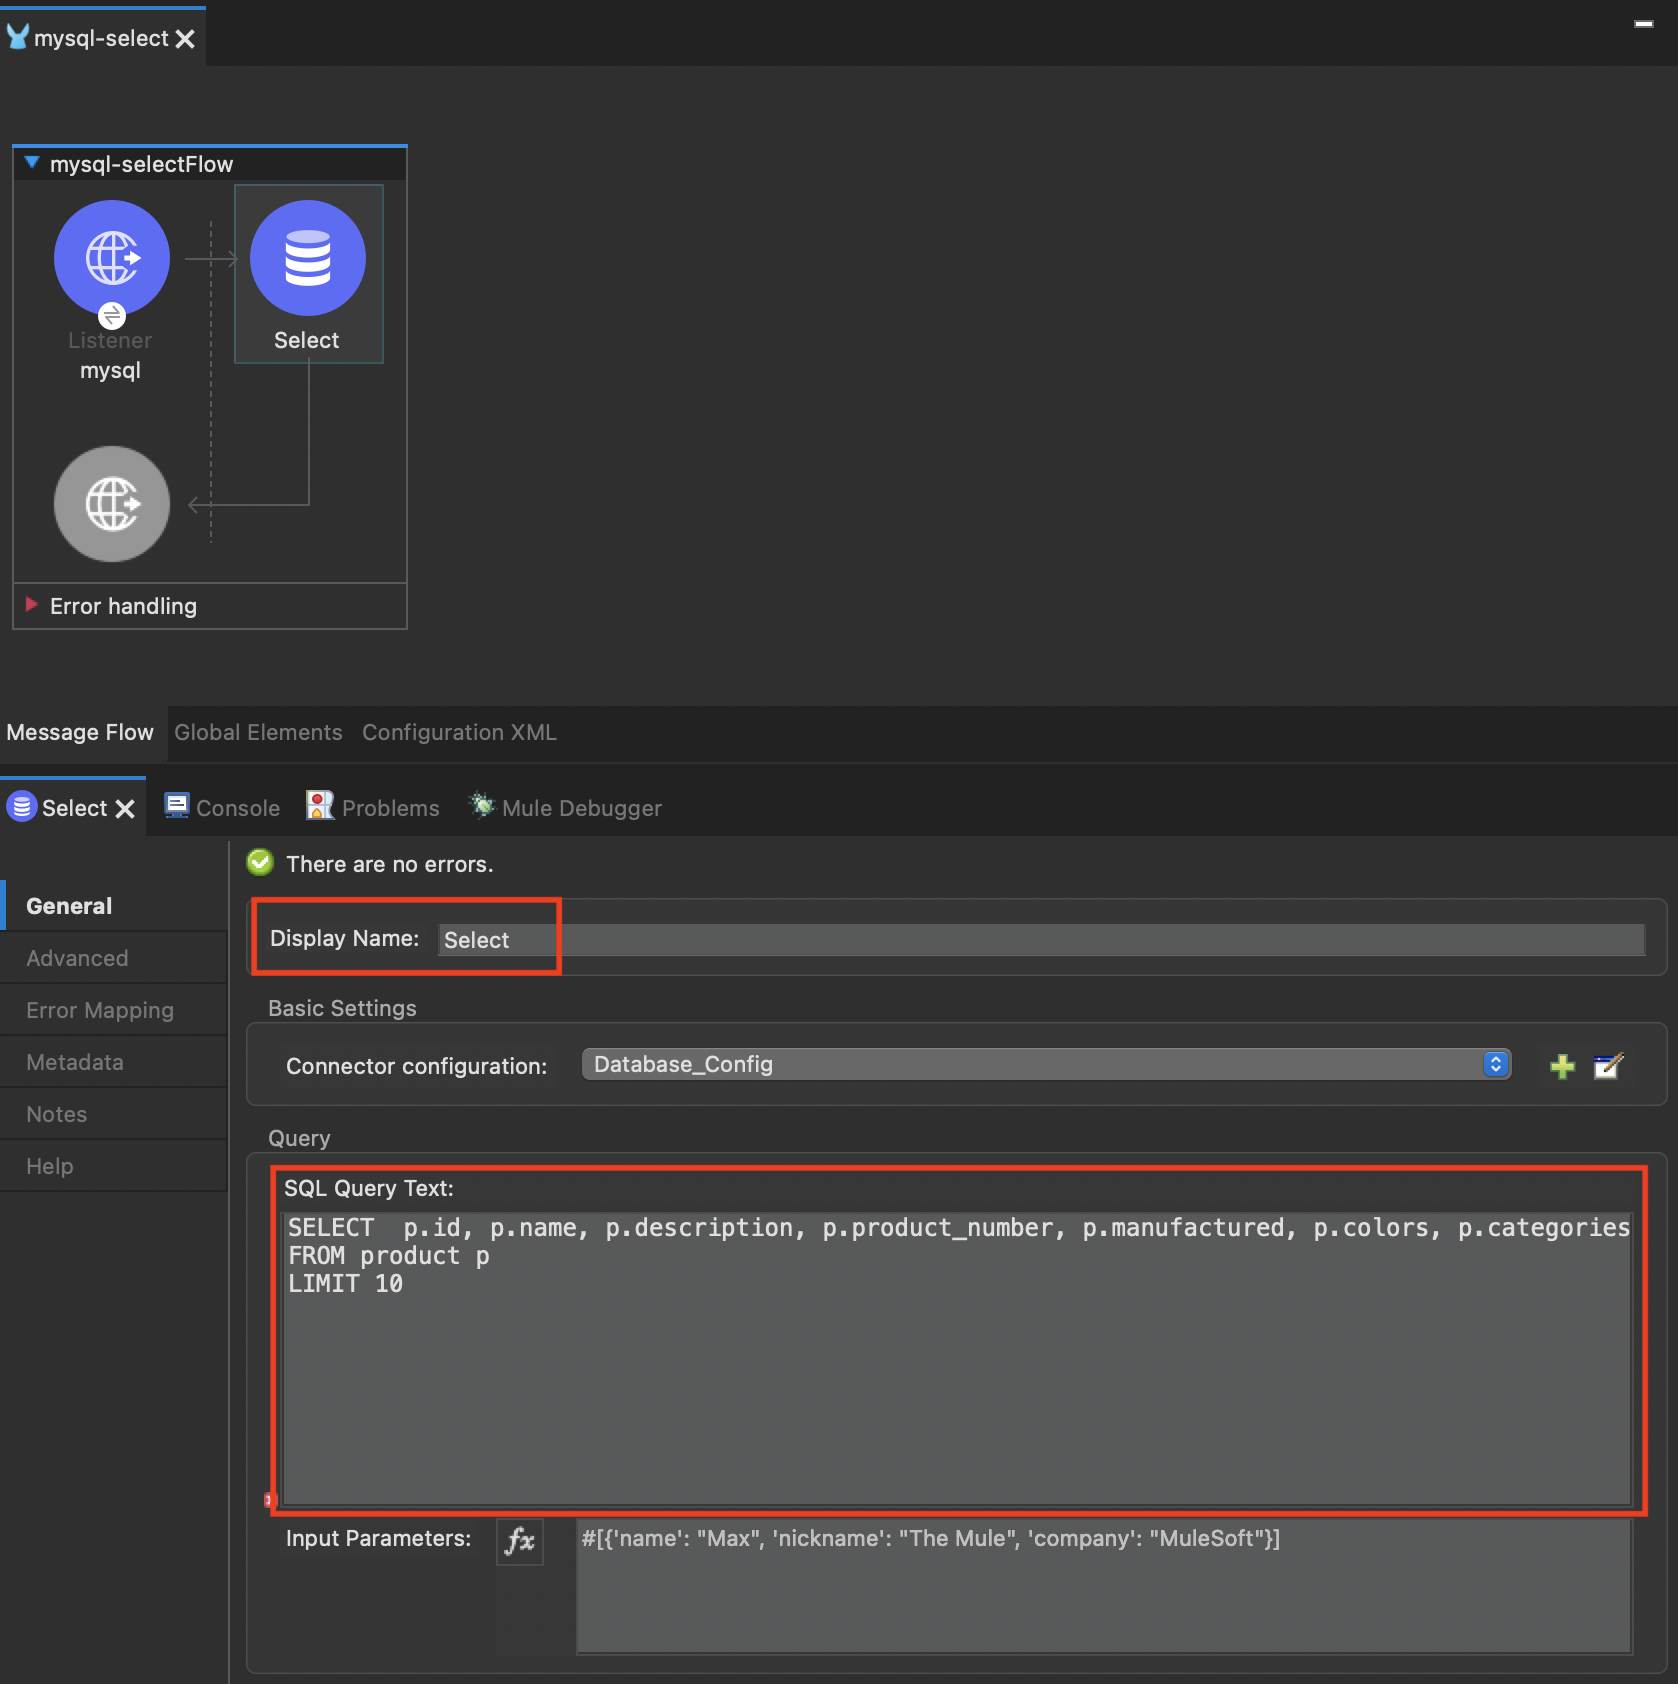 mysql-select
mysql-selectFlow
Listener
mysql
Select
Error handling
Message Flow Global Elements Configuration XML
Select Console Problems Mule Debugger
There are no errors.
General
Advanced
Error Mapping
Metadata
Notes
Help
Display Name: Select
Basic Settings
Connector configuration: Database_Config
Query
SQL Query Text:
SELECT  p.id, p.name, p.description, p.product_number, p.manufactured, p.colors, p.categories
FROM product p
LIMIT 10
Input Parameters: fx #[{'name': "Max", 'nickname': "The Mule", 'company': "MuleSoft"}]